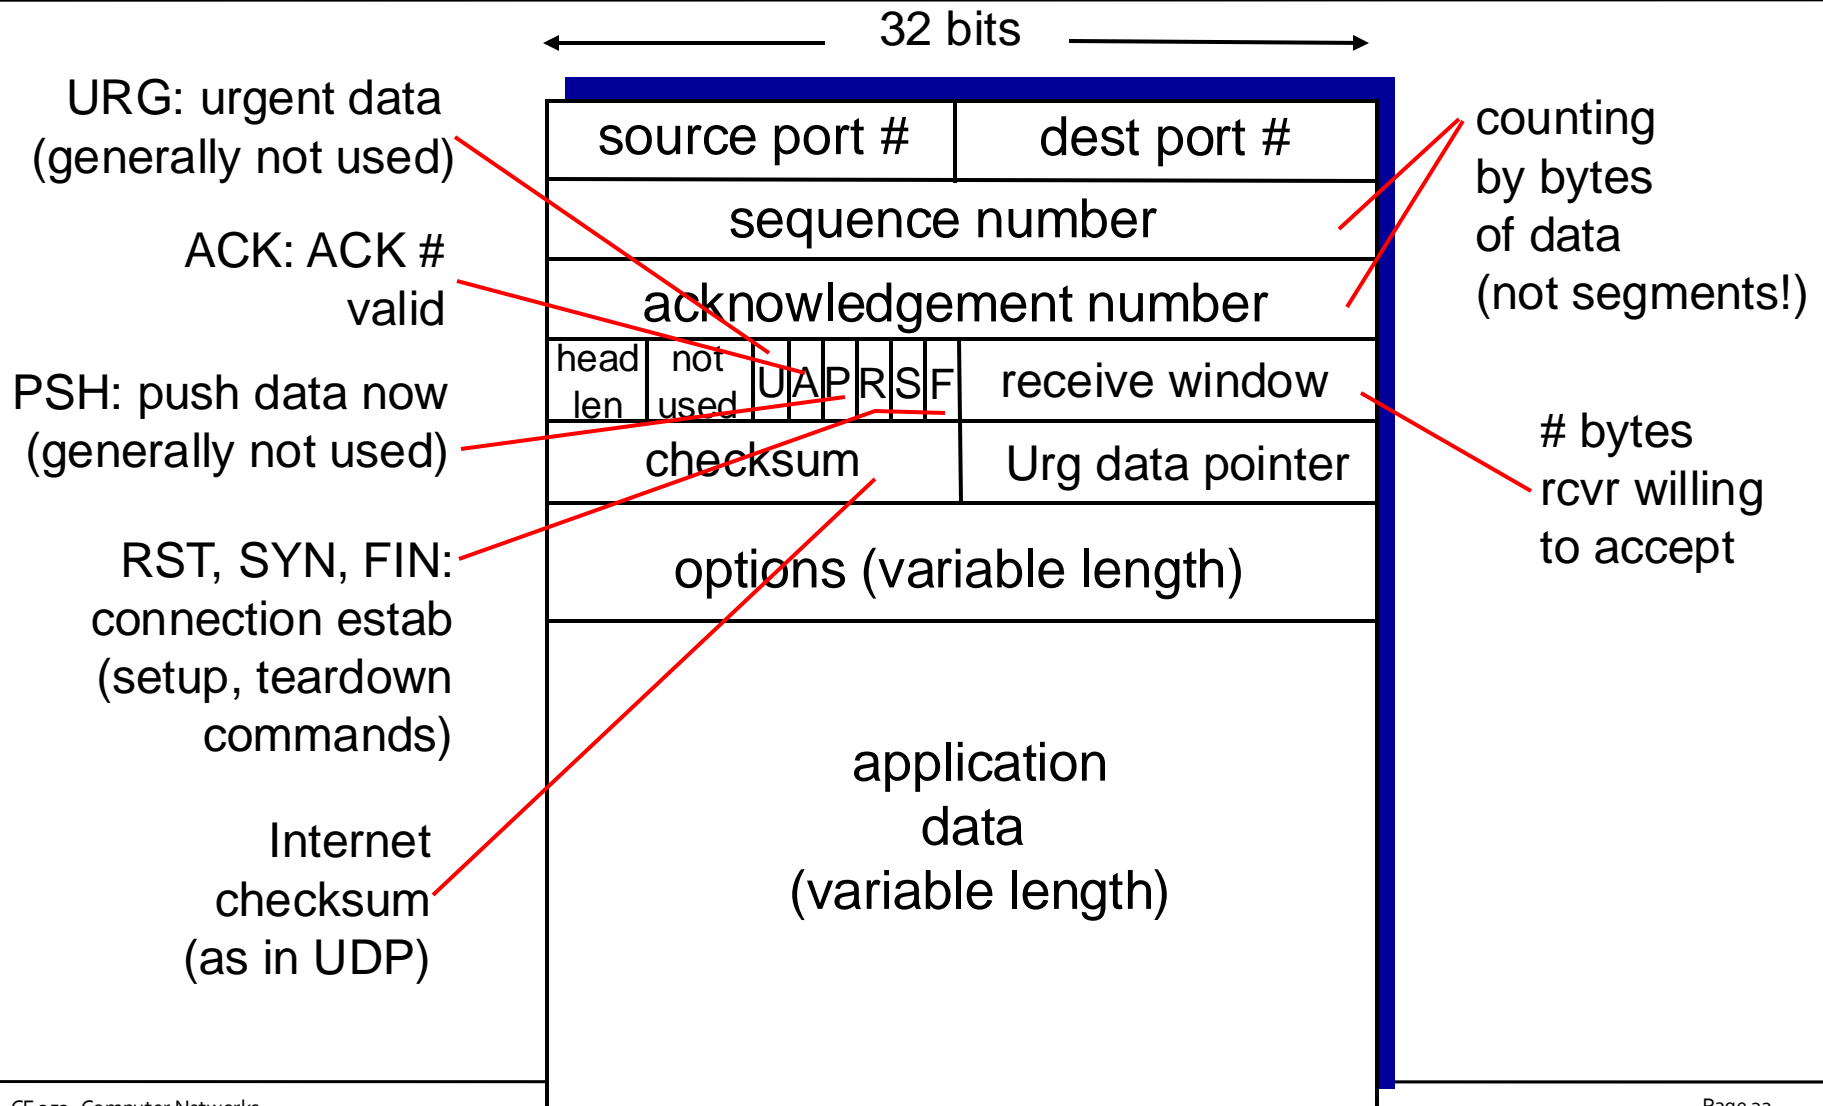 32 bits
URG: urgent data
(generally not used)
ACK: ACK #
valid
PSH: push data now
(generally not used)
RST, SYN, FIN:
connection estab
(setup, teardown
commands)
Internet
checksum
(as in UDP)
source port #
dest port #
sequence number
acknowledgement number
head
len
not
used
U
A
P
R
S
F
receive window
checksum
Urg data pointer
options (variable length)
application
data
(variable length)
counting
by bytes
of data
(not segments!)
# bytes
rcvr willing
to accept
Computer Networks
Page